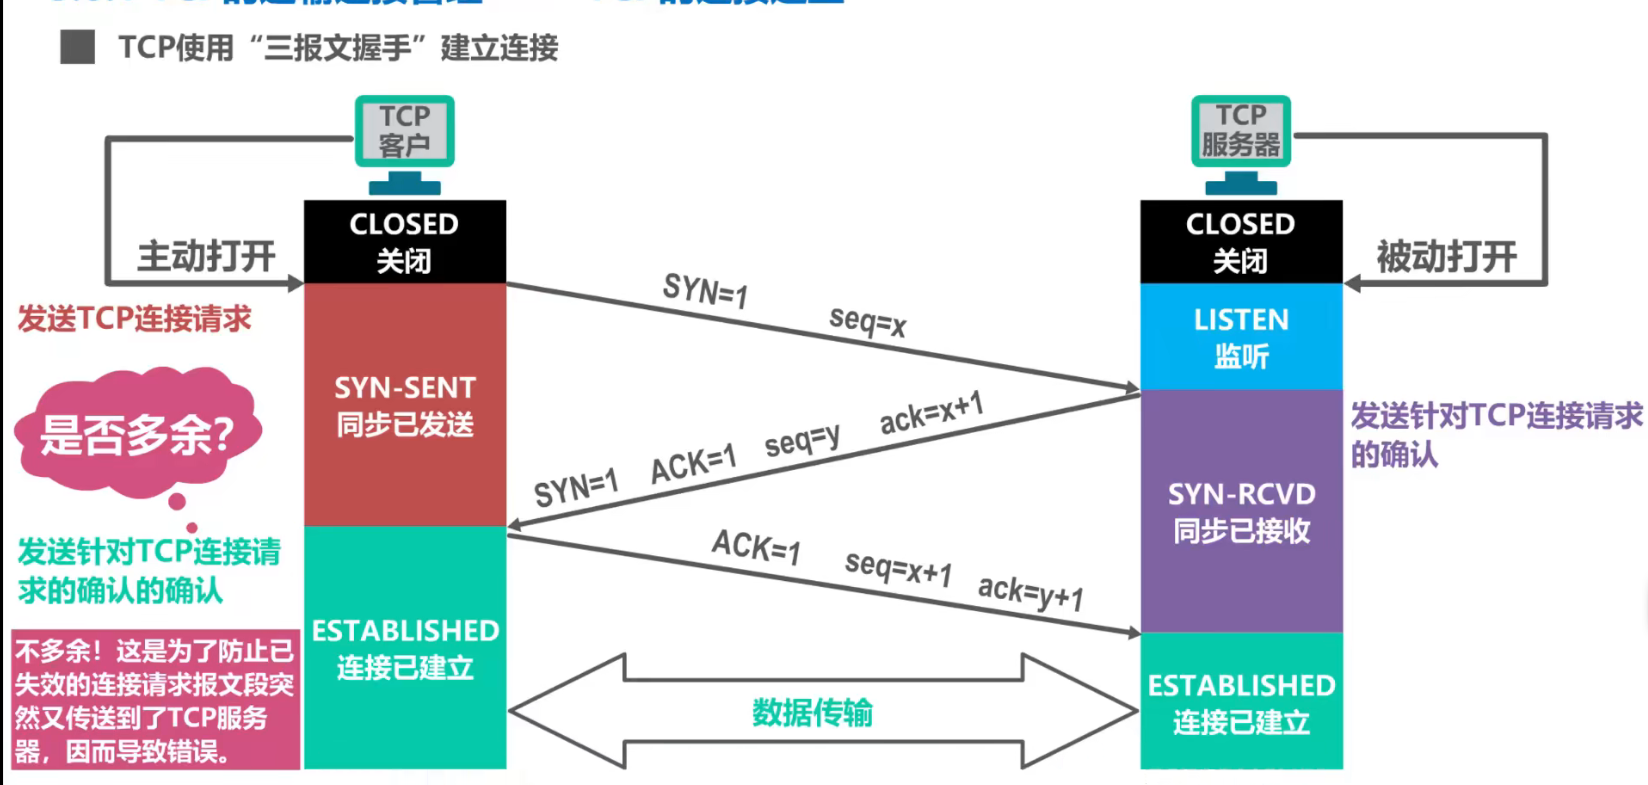 TCP使用“三报文握手”建立连接
TCP
客户
TCP
服务器
CLOSED
关闭
CLOSED
关闭
主动打开
被动打开
发送TCP连接请求
SYN=1 seq=x
LISTEN
监听
SYN-SENT
同步已发送
是否多余?
SYN=1 ACK=1 seq=y ack=x+1
发送针对TCP连接请求
的确认
SYN-RCVD
同步已接收
发送针对TCP连接请
求的确认的确认
ACK=1 seq=x+1 ack=y+1
ESTABLISHED
连接已建立
不多余！这是为了防止已
失效的连接请求报文段突
然又传送到了TCP服务
器，因而导致错误。
数据传输
ESTABLISHED
连接已建立